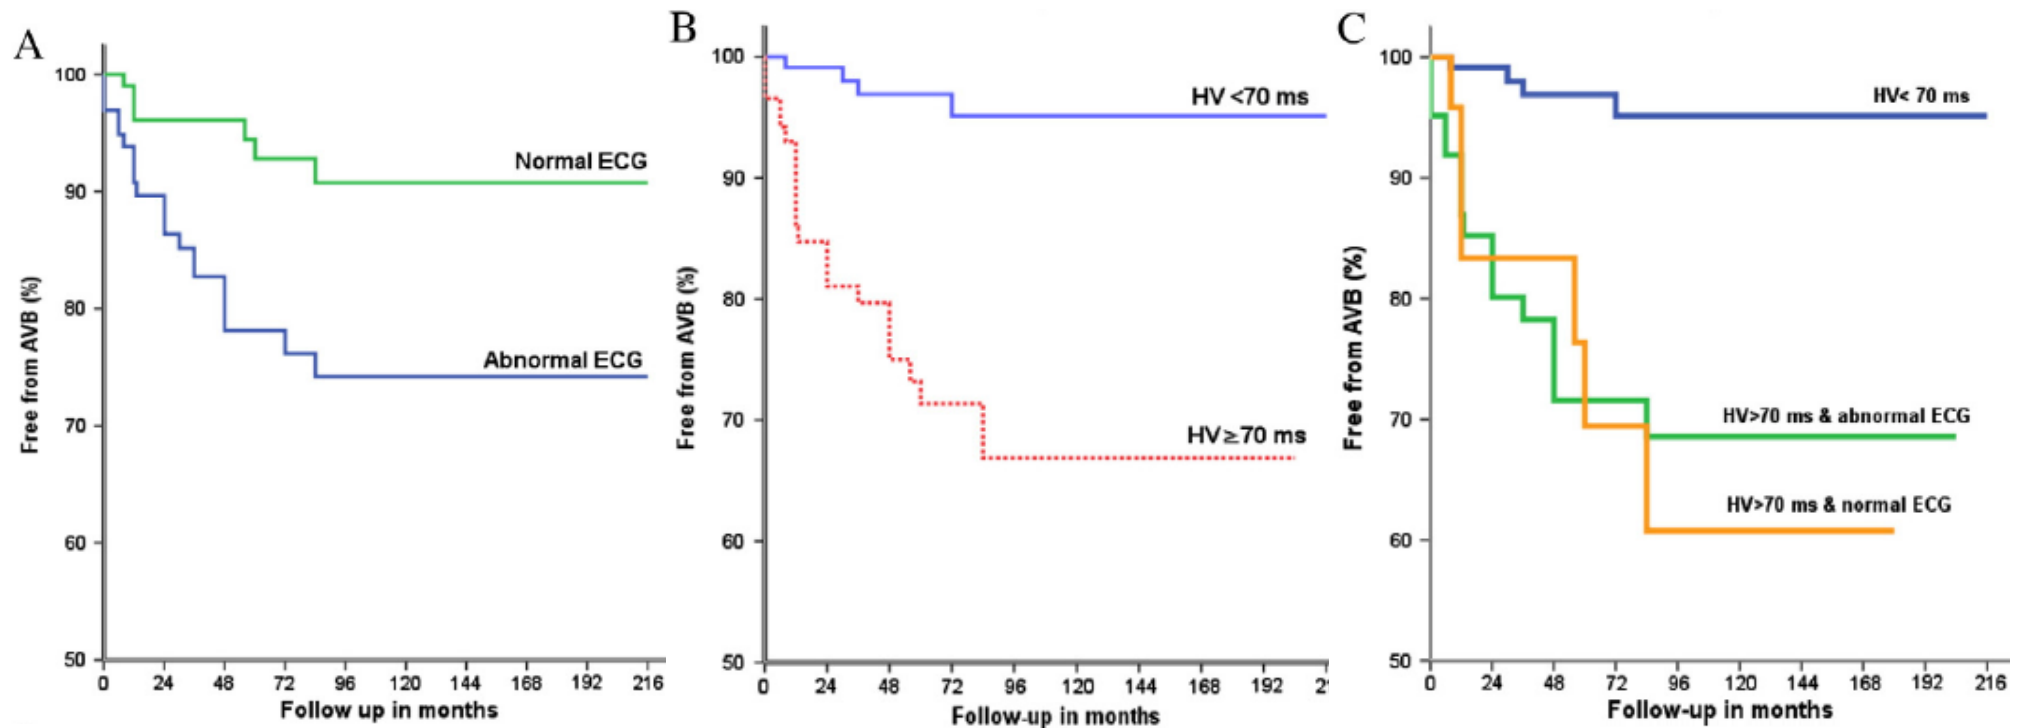 A
100
90
80
70
60
50
0 24 48 72 96 120 144 168 192 216
Free from AVB (%)
Follow up in months
Normal ECG
Abnormal ECG
B
100
90
80
70
60
50
0 24 48 72 96 120 144 168 192 2
Free from AVB (%)
Follow-up in months
HV <70 ms
HV ≥70 ms
C
100
90
80
70
60
50
0 24 48 72 96 120 144 168 192 216
Free from AVB (%)
Follow-up in months
HV< 70 ms
HV>70 ms & abnormal ECG
HV>70 ms & normal ECG